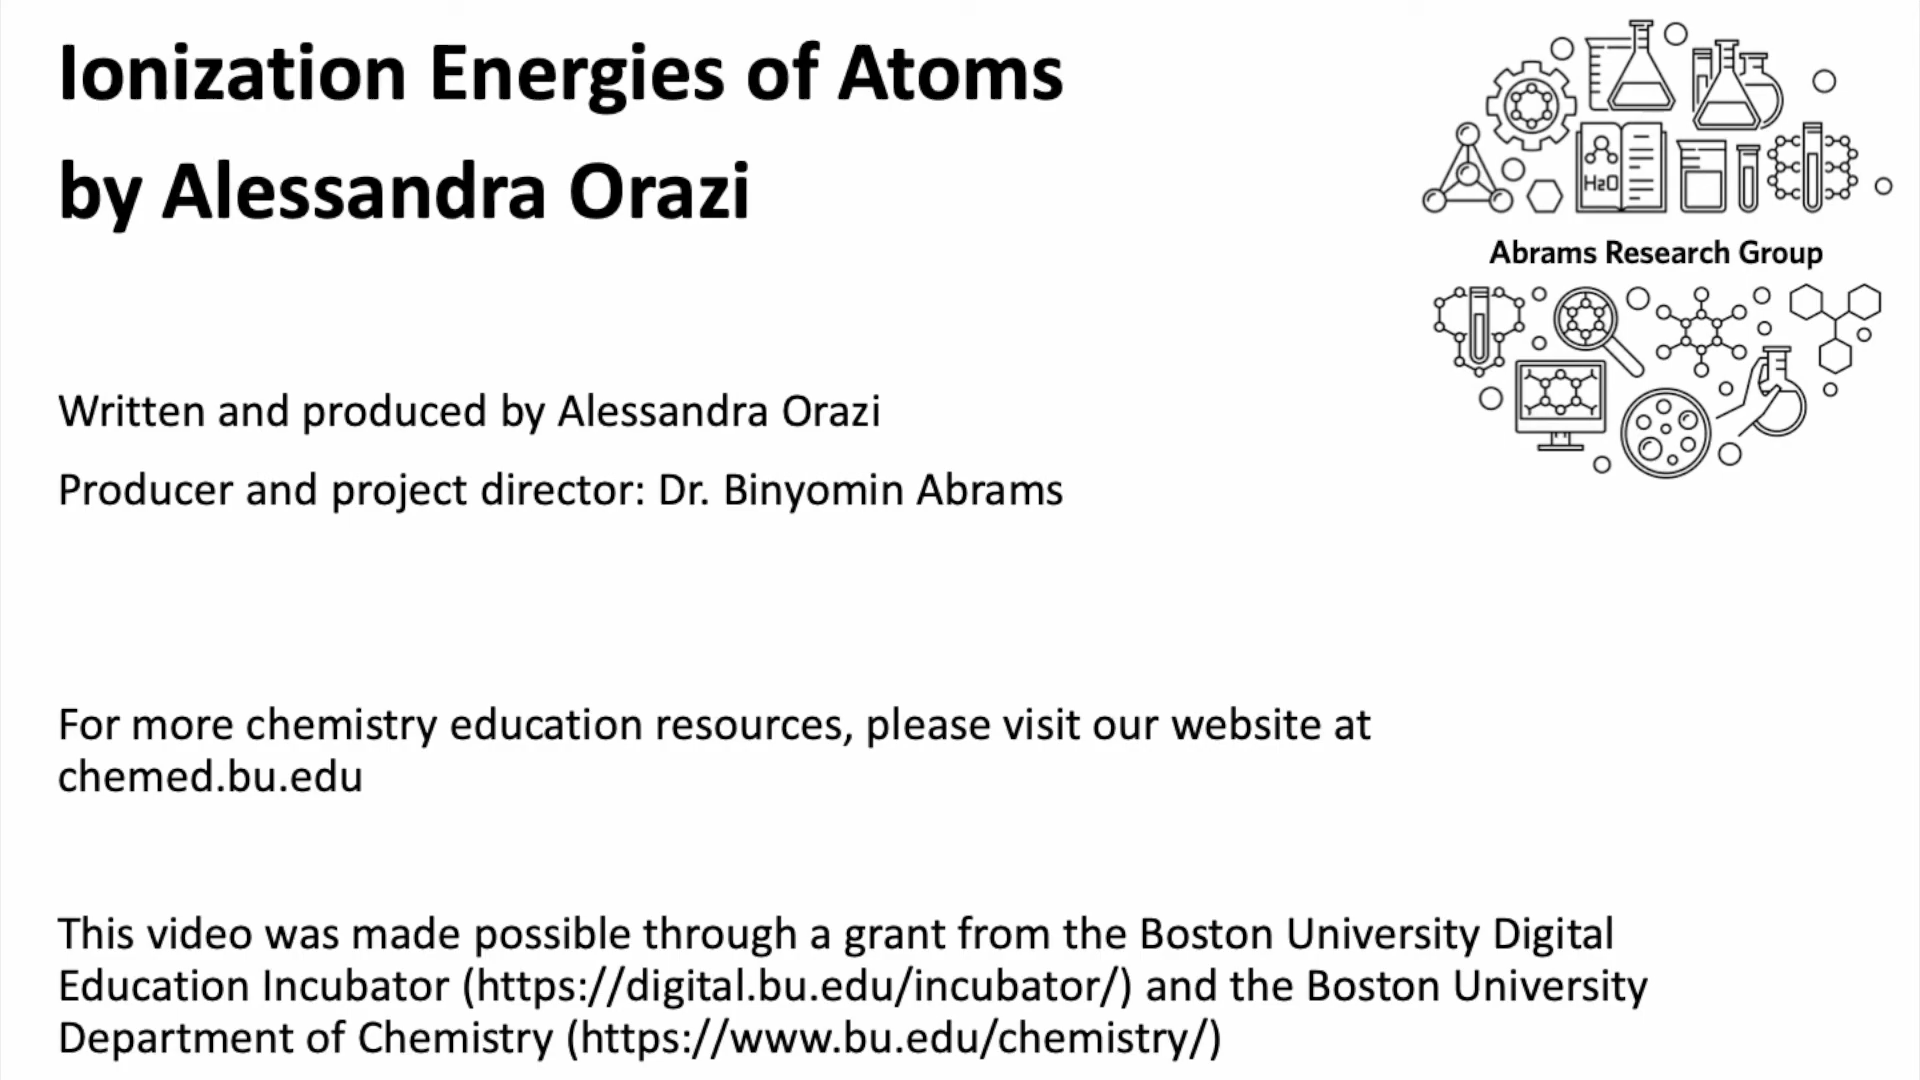 Ionization Energies of Atoms
by Alessandra Orazi
Abrams Research Group
H2O
Written and produced by Alessandra Orazi
Producer and project director: Dr. Binyomin Abrams
For more chemistry education resources, please visit our website at
chemed.bu.edu
This video was made possible through a grant from the Boston University Digital
Education Incubator (https://digital.bu.edu/incubator/) and the Boston University
Department of Chemistry (https://www.bu.edu/chemistry/)